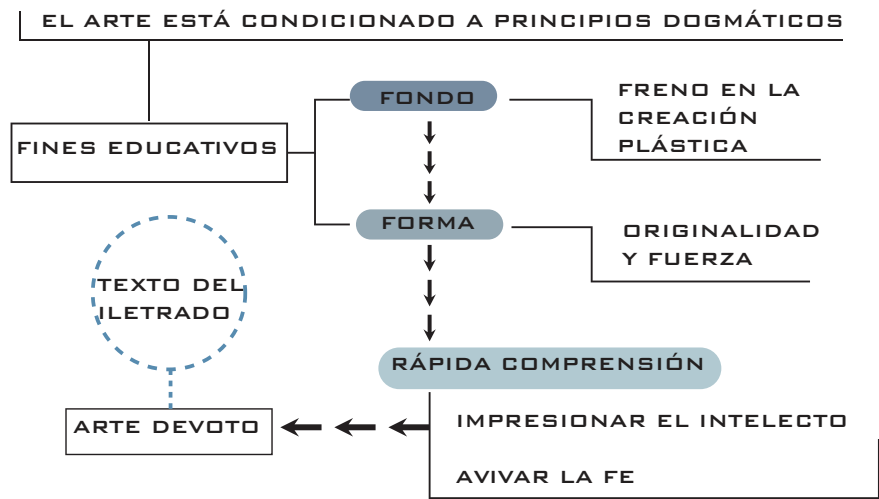 EL ARTE ESTÁ CONDICIONADO A PRINCIPIOS DOGMÁTICOS
FONDO
FRENO EN LA
CREACIÓN
PLÁSTICA
FINES EDUCATIVOS
FORMA
ORIGINALIDAD
Y FUERZA
TEXTO DEL
ILETRADO
RÁPIDA COMPRENSIÓN
ARTE DEVOTO
IMPRESIONAR EL INTELECTO
AVIVAR LA FE